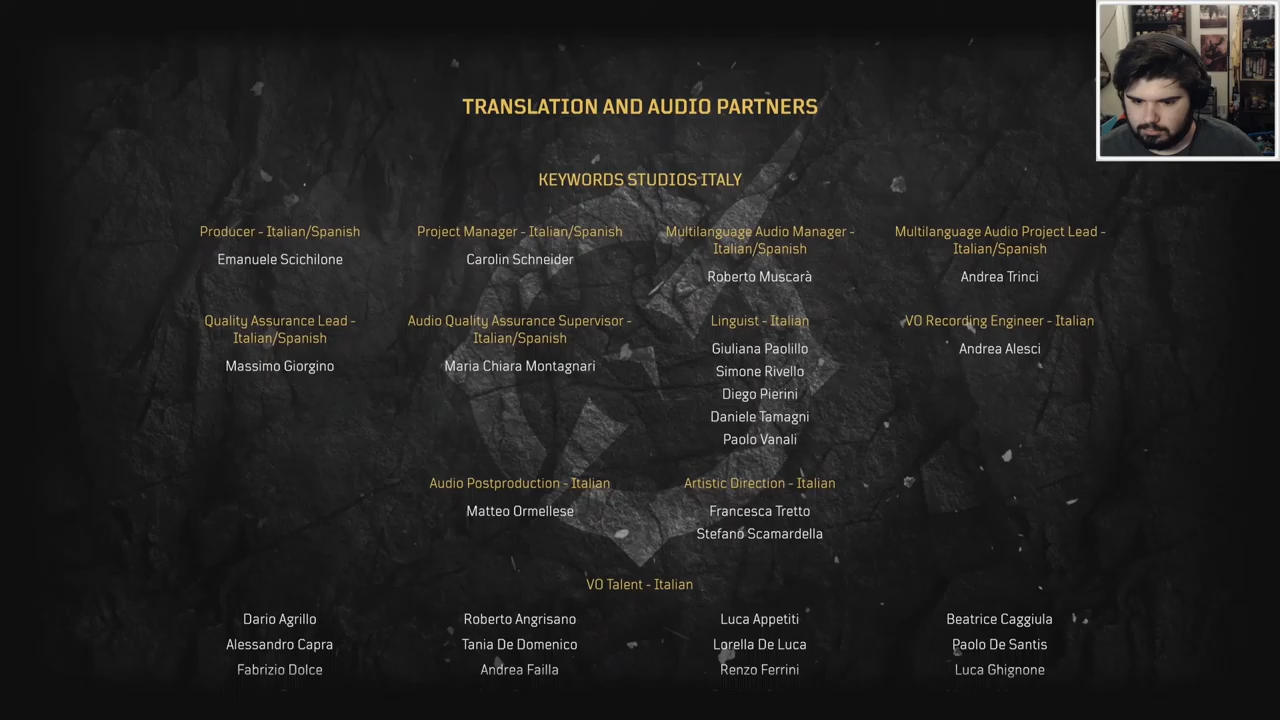 TRANSLATION AND AUDIO PARTNERS
KEYWORDS STUDIOS ITALY
Producer - Italian/Spanish
Emanuele Scichilone
Project Manager - Italian/Spanish
Carolin Schneider
Multilanguage Audio Manager -
Italian/Spanish
Roberto Muscarà
Multilanguage Audio Project Lead -
Italian/Spanish
Andrea Trinci
Quality Assurance Lead -
Italian/Spanish
Massimo Giorgino
Audio Quality Assurance Supervisor -
Italian/Spanish
Maria Chiara Montagnari
Linguist - Italian
Giuliana Paolillo
Simone Rivello
Diego Pierini
Daniele Tamagni
Paolo Vanali
VO Recording Engineer - Italian
Andrea Alesci
Audio Postproduction - Italian
Matteo Ormellese
Artistic Direction - Italian
Francesca Tretto
Stefano Scamardella
VO Talent - Italian
Dario Agrillo
Roberto Angrisano
Luca Appetiti
Beatrice Caggiula
Alessandro Capra
Tania De Domenico
Lorella De Luca
Paolo De Santis
Fabrizio Dolce
Andrea Failla
Renzo Ferrini
Luca Ghignone